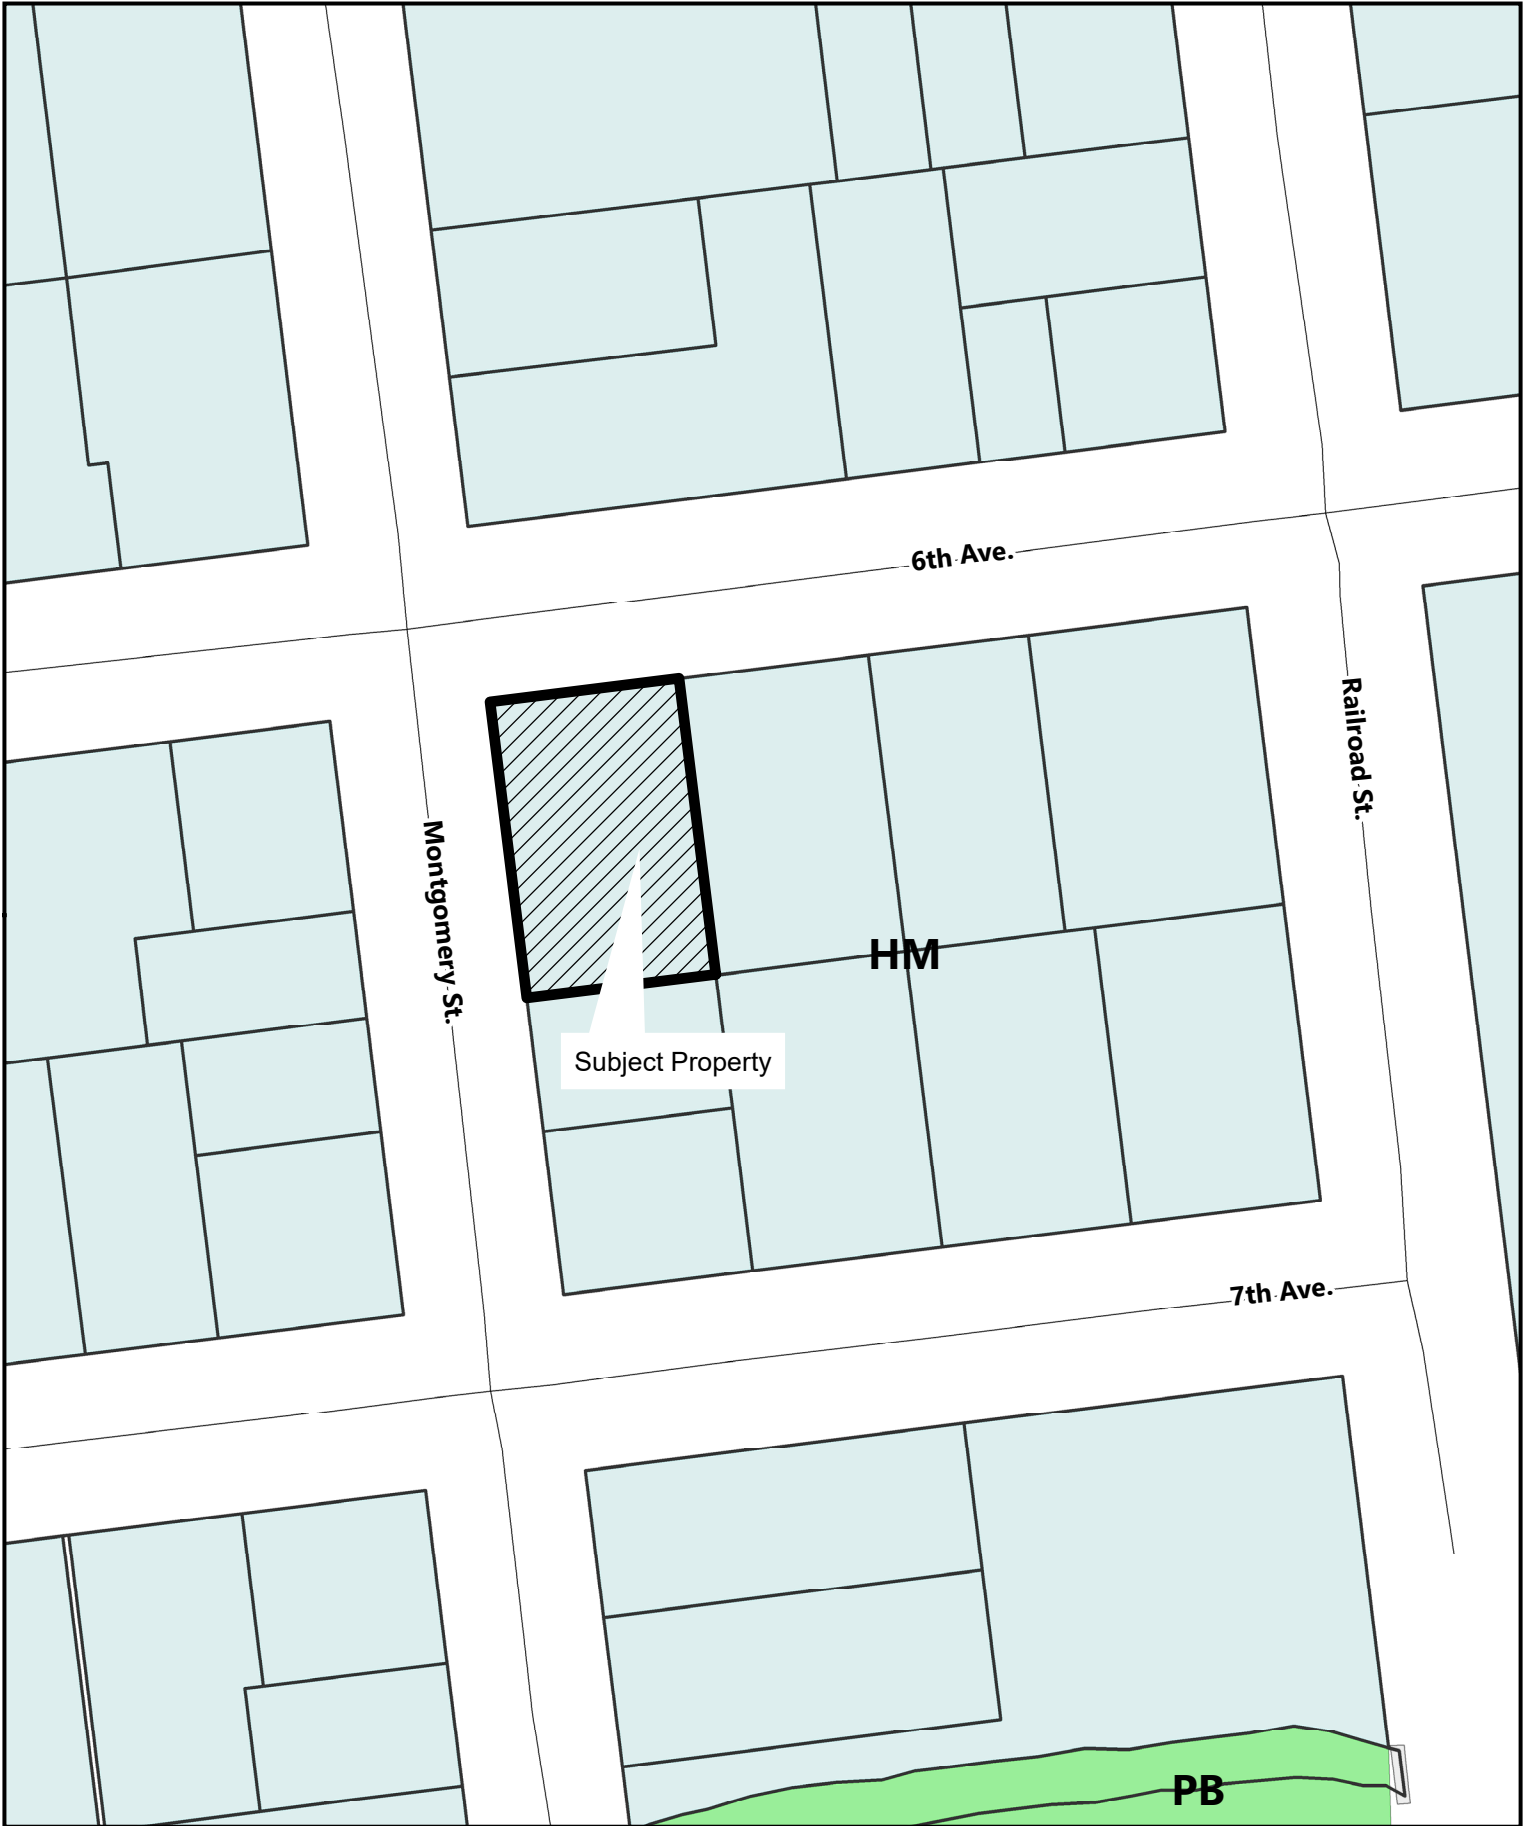 6th Ave.
Railroad St.
Montgomery St.
HM
Subject Property
7th Ave.
PB